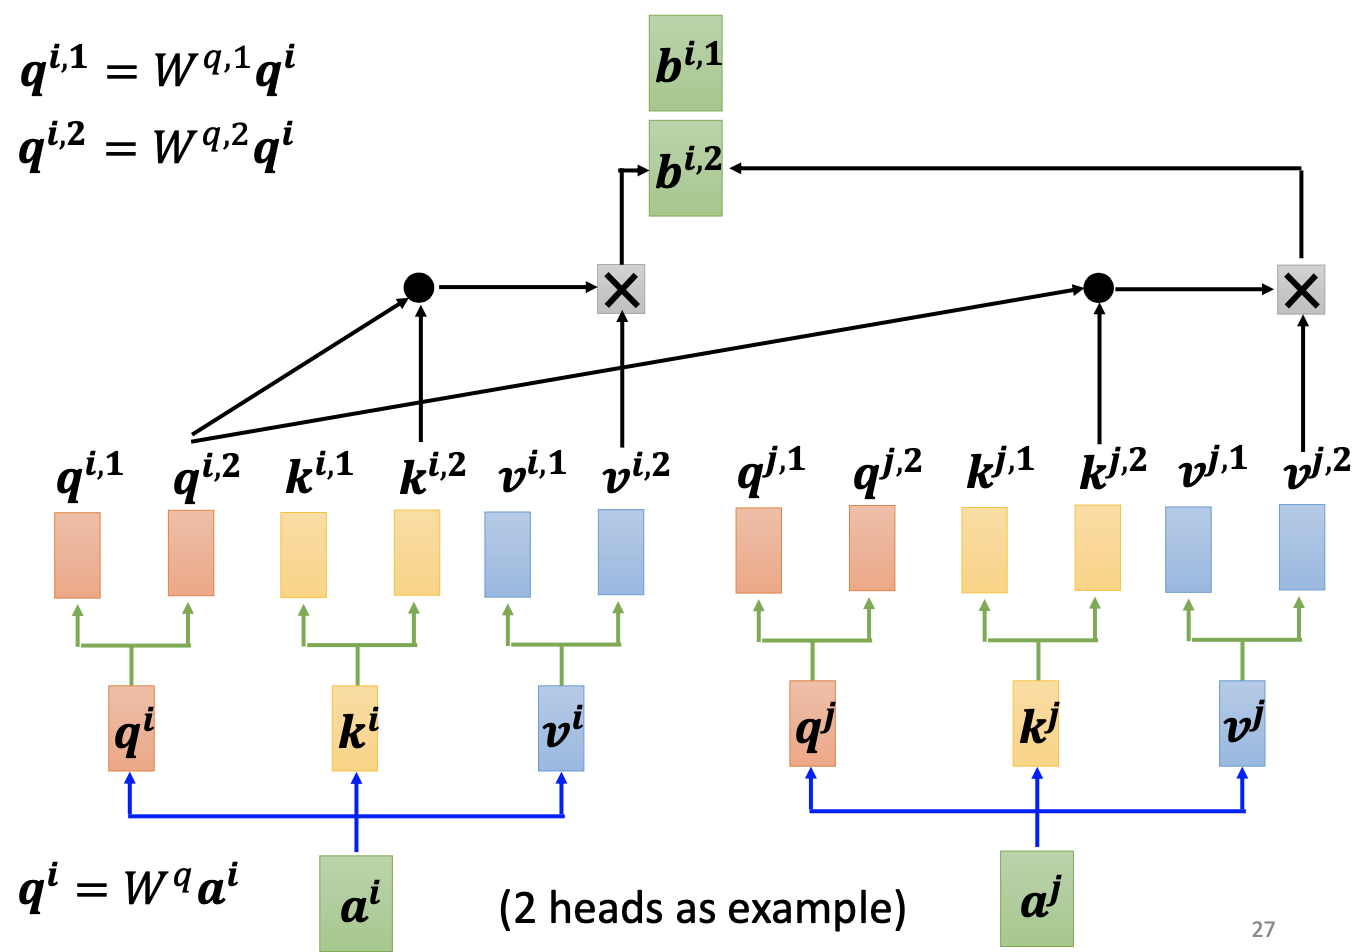 q^{i,1} = W^{q,1}q^{i}
q^{i,2} = W^{q,2}q^{i}
b^{i,1}
b^{i,2}
q^{i,1} q^{i,2} k^{i,1} k^{i,2} v^{i,1} v^{i,2} q^{j,1} q^{j,2} k^{j,1} k^{j,2} v^{j,1} v^{j,2}
q^{i} k^{i} v^{i} q^{j} k^{j} v^{j}
q^{i} = W^{q}a^{i}
a^{i} (2 heads as example) a^{j}
27